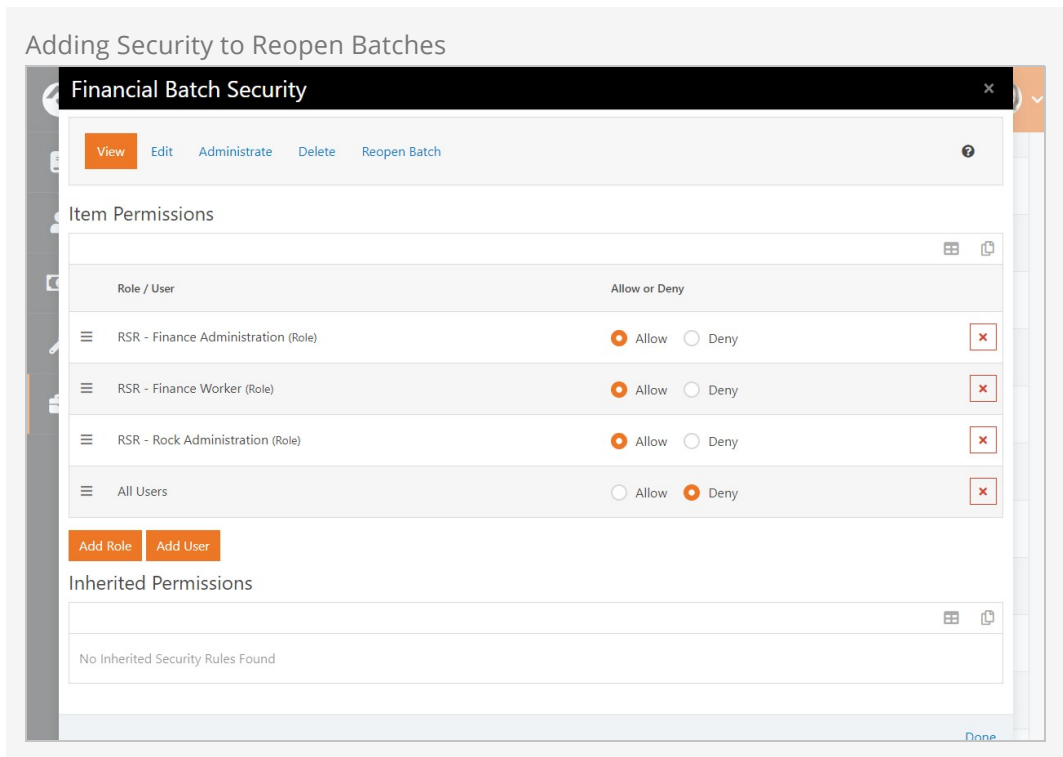 Adding Security to Reopen Batches
Financial Batch Security ×
View Edit Administrate Delete Reopen Batch ?
Item Permissions
Role / User Allow or Deny
RSR - Finance Administration (Role) Allow Deny
RSR - Finance Worker (Role) Allow Deny
RSR - Rock Administration (Role) Allow Deny
All Users Allow Deny
Add Role Add User
Inherited Permissions
No Inherited Security Rules Found
Done